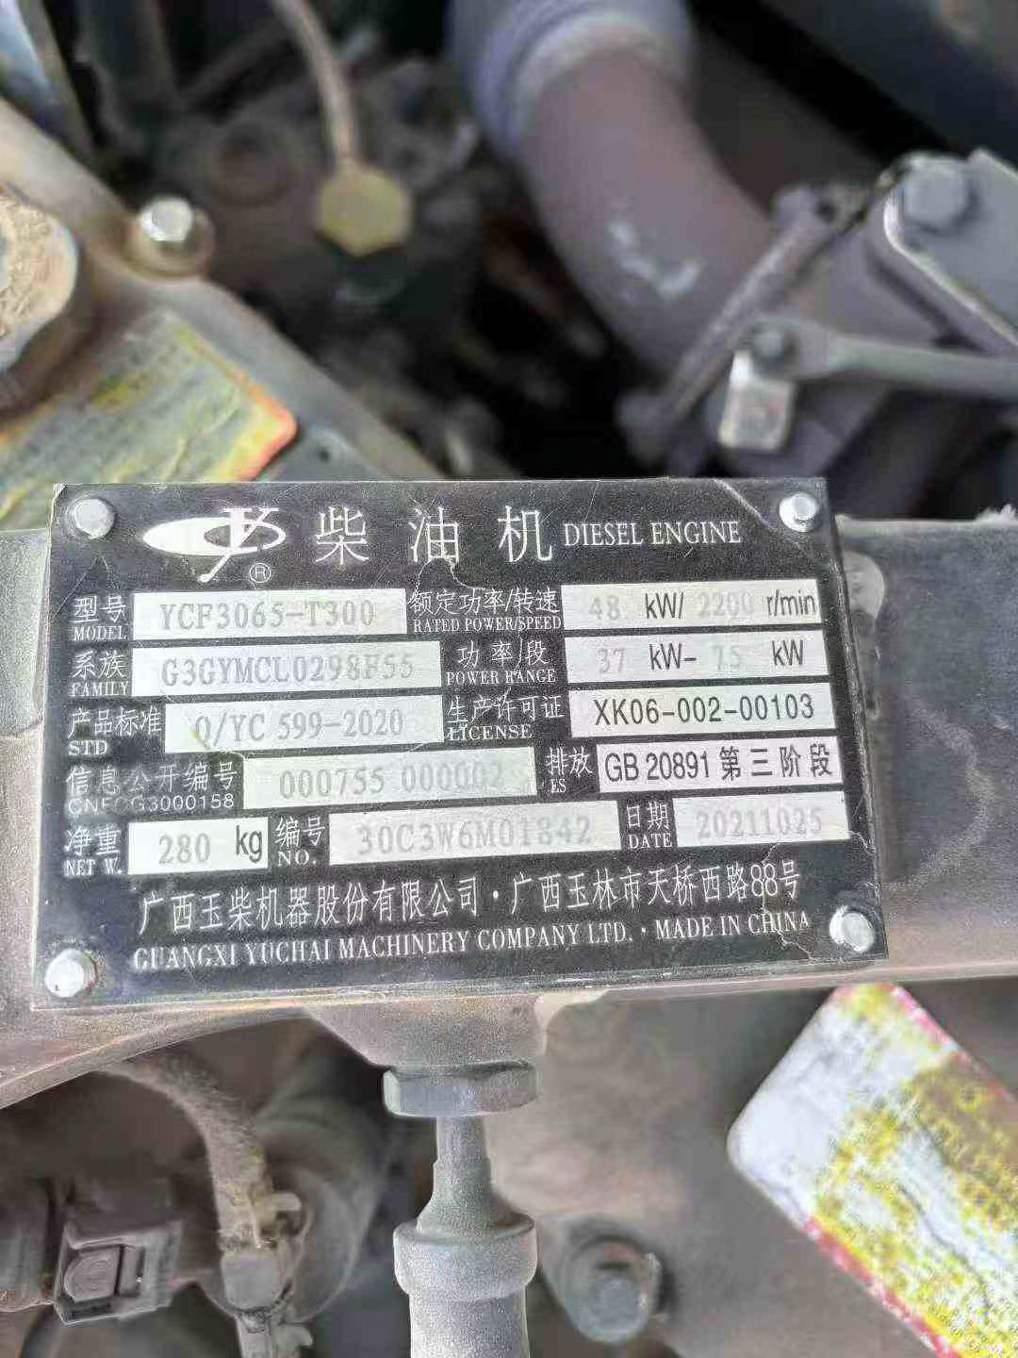 ® 柴油机 DIESEL ENGINE
型号 MODEL YCF3065-T300 额定功率/转速 RATED POWER/SPEED 48 kW/ 2200 r/min
系族 FAMILY G3GYMCL0298F55 功率段 POWER RANGE 37 kW- 75 kW
产品标准 STD Q/YC 599-2020 生产许可证 LICENSE XK06-002-00103
信息公开编号 CNFCG3000158 000755 排放 ES GB 20891 第三阶段
净重 NET W. 280 kg 编号 NO. 30C3W6M01842 日期 DATE 20211025
广西玉柴机器股份有限公司·广西玉林市天桥西路88号
GUANGXI YUCHAI MACHINERY COMPANY LTD. · MADE IN CHINA